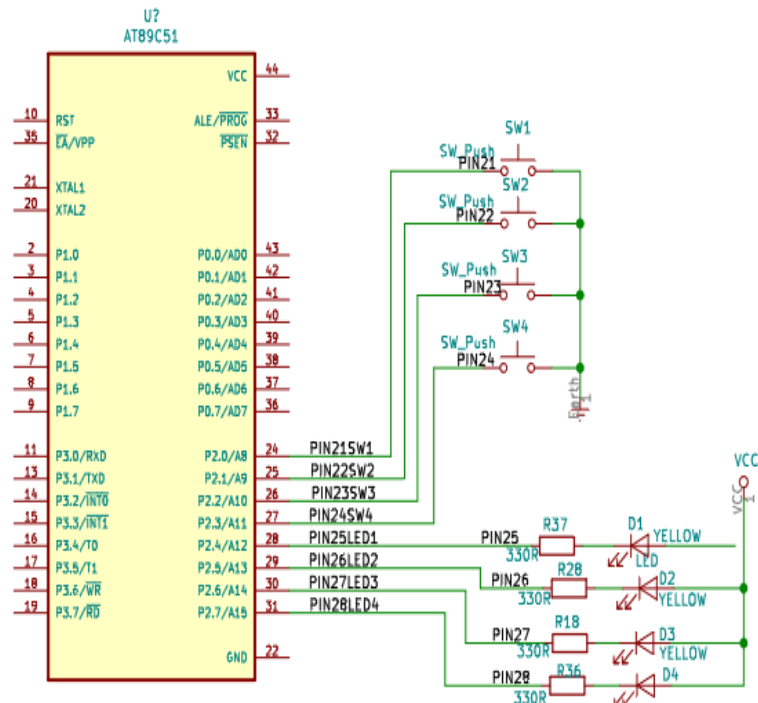 U?
AT89C51
VCC 44
10 RST
ALE/PROG 33
35 EA/VPP
PSEN 32
21 XTAL1
20 XTAL2
2 P1.0
P0.0/AD0 43
3 P1.1
P0.1/AD1 42
4 P1.2
P0.2/AD2 41
5 P1.3
P0.3/AD3 40
6 P1.4
P0.4/AD4 39
7 P1.5
P0.5/AD5 38
8 P1.6
P0.6/AD6 37
9 P1.7
P0.7/AD7 36
11 P3.0/RXD
P2.0/A8 24 PIN21SW1
13 P3.1/TXD
P2.1/A9 25 PIN22SW2
14 P3.2/INT0
P2.2/A10 26 PIN23SW3
15 P3.3/INT1
P2.3/A11 27 PIN24SW4
16 P3.4/T0
P2.4/A12 28 PIN25LED1
17 P3.5/T1
P2.5/A13 29 PIN26LED2
18 P3.6/WR
P2.6/A14 30 PIN27LED3
19 P3.7/RD
P2.7/A15 31 PIN28LED4
GND 22
SW1
SW_Push
PIN21
SW2
SW_Push
PIN22
SW3
SW_Push
PIN23
SW4
SW_Push
PIN24
Earth
1
VCC
VCC
1
PIN25
R37
330R
D1
YELLOW
LED
PIN26
R28
330R
D2
YELLOW
PIN27
R18
330R
D3
YELLOW
PIN28
R36
330R
D4